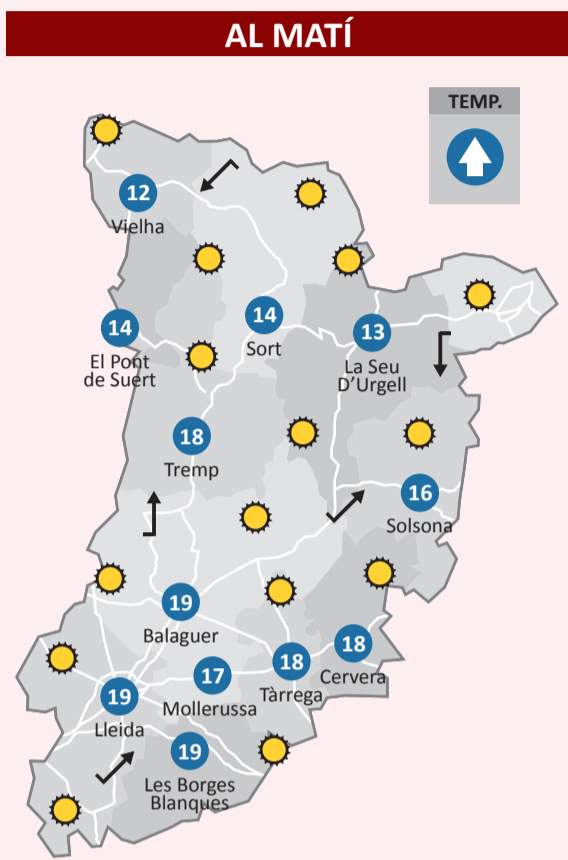 AL MATÍ
TEMP.
12
Vielha
14
El Pont
de Suert
14
Sort
13
La Seu
D'Urgell
18
Tremp
16
Solsona
19
Balaguer
18
Cervera
18
Tàrrega
17
Mollerussa
19
Lleida
19
Les Borges
Blanques